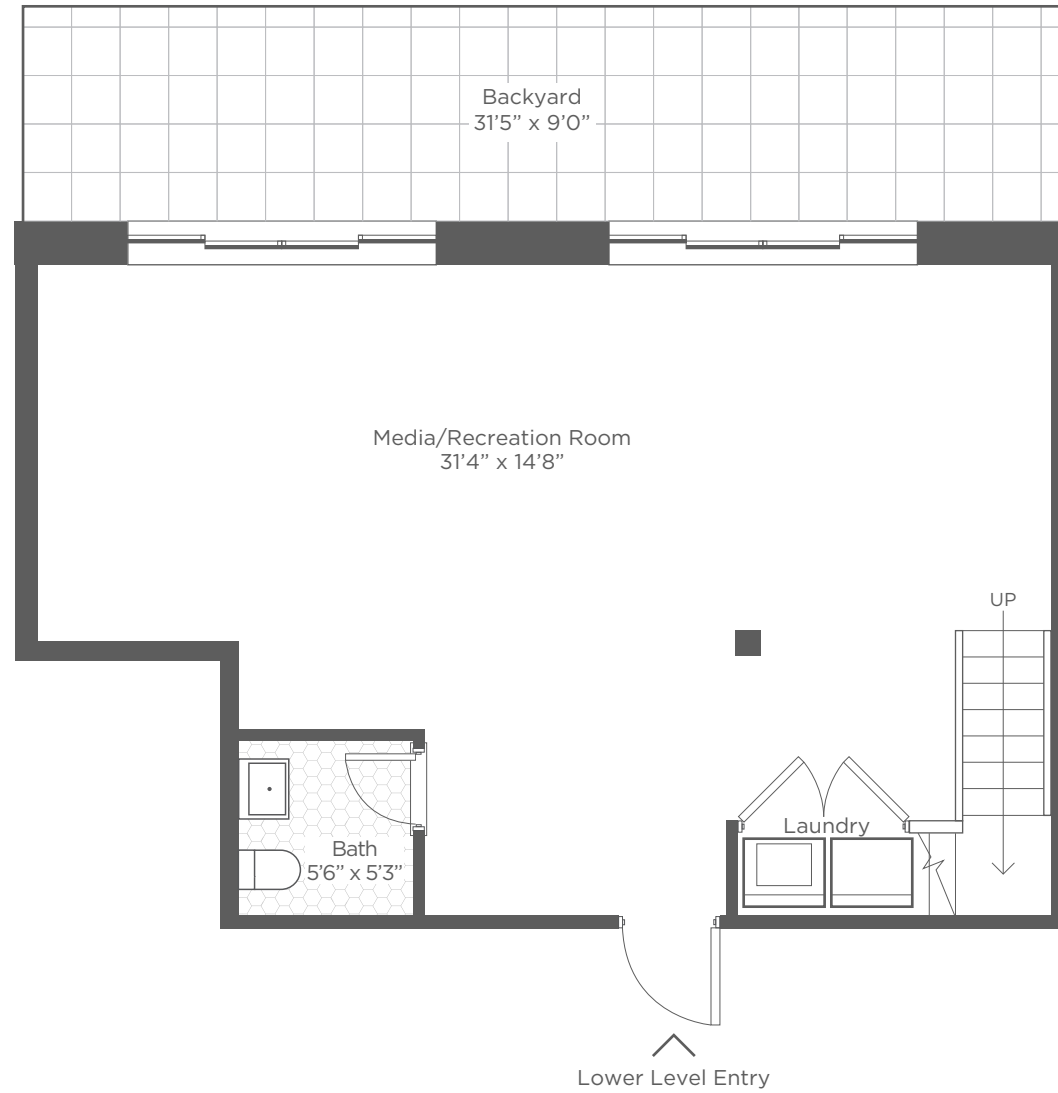 Backyard
31’5” x 9’0”
Media/Recreation Room
31’4” x 14’8”
UP
Laundry
Bath
5’6” x 5’3”
Lower Level Entry